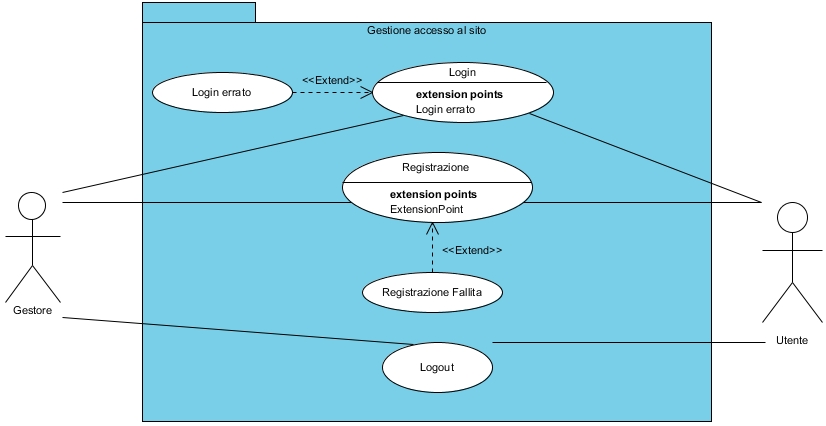 Gestione accesso al sito
Login errato
<<Extend>>
Login
extension points
Login errato
Registrazione
extension points
ExtensionPoint
<<Extend>>
Registrazione Fallita
Gestore
Utente
Logout